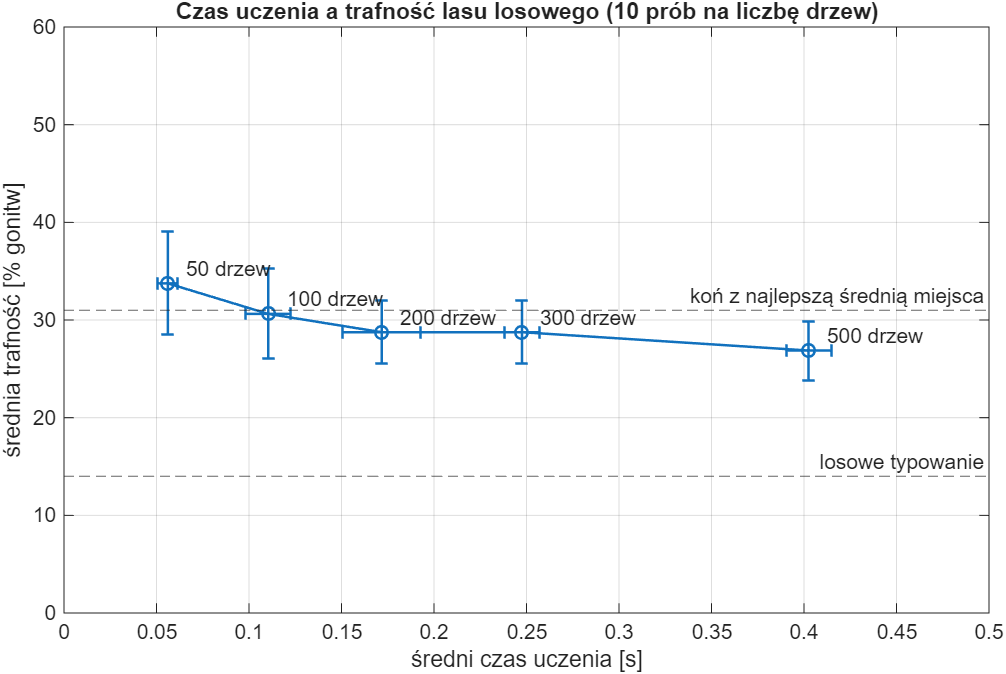 Czas uczenia a trafność lasu losowego (10 prób na liczbę drzew)
60
50
40
30
20
10
0
średnia trafność [% gonitw]
50 drzew
100 drzew
200 drzew
300 drzew
500 drzew
koń z najlepszą średnią miejsca
losowe typowanie
0 0.05 0.1 0.15 0.2 0.25 0.3 0.35 0.4 0.45 0.5
średni czas uczenia [s]